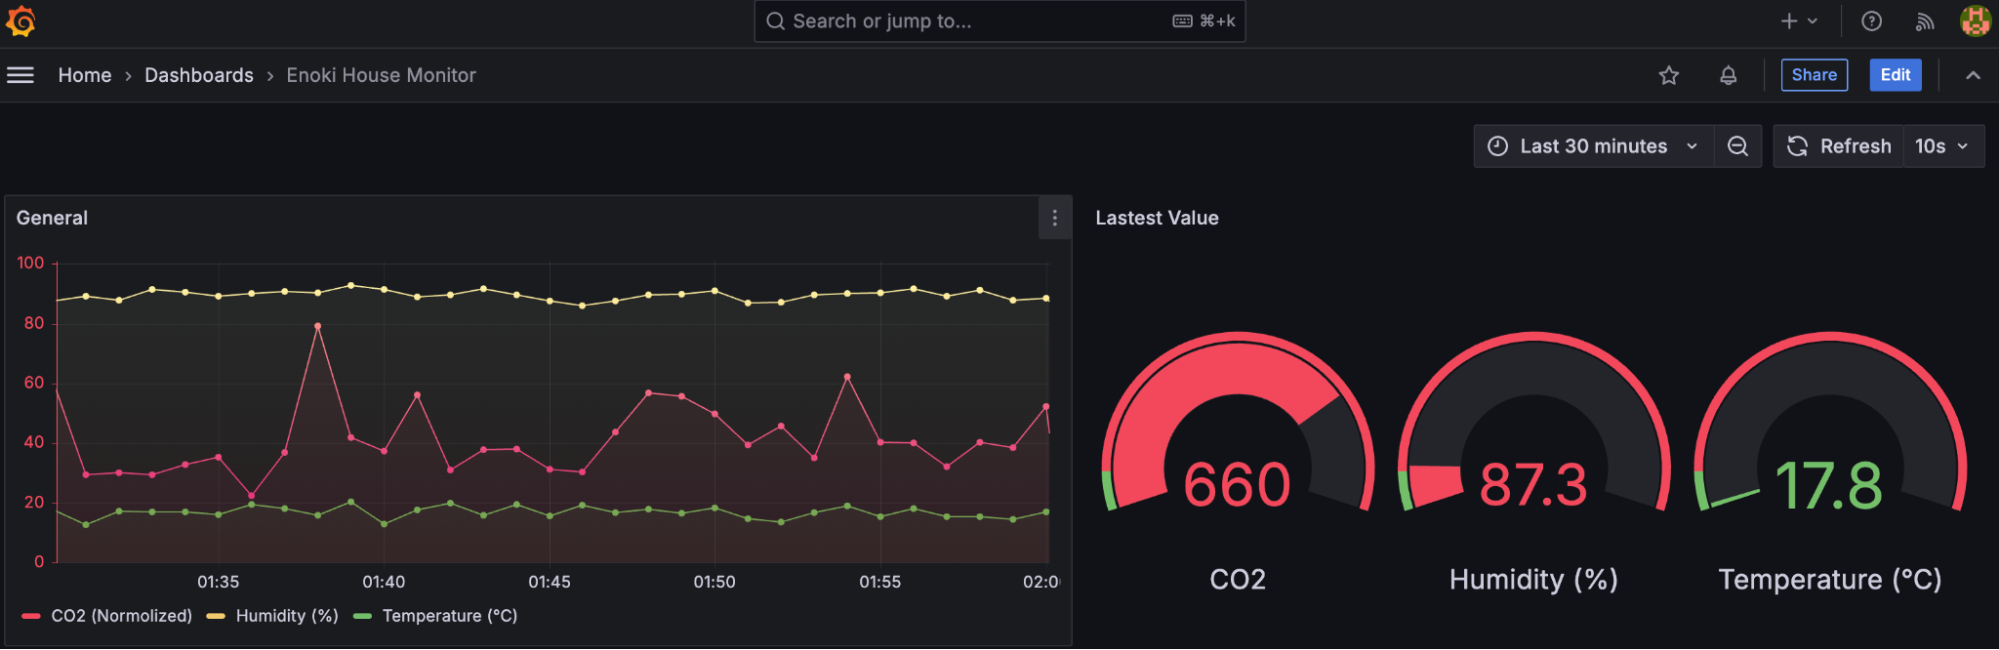 Search or jump to... ⌘+k
Home › Dashboards › Enoki House Monitor
Share Edit
Last 30 minutes Refresh 10s
General
100
80
60
40
20
0
01:35 01:40 01:45 01:50 01:55 02:0
CO2 (Normolized) Humidity (%) Temperature (°C)
Lastest Value
660 87.3 17.8
CO2 Humidity (%) Temperature (°C)